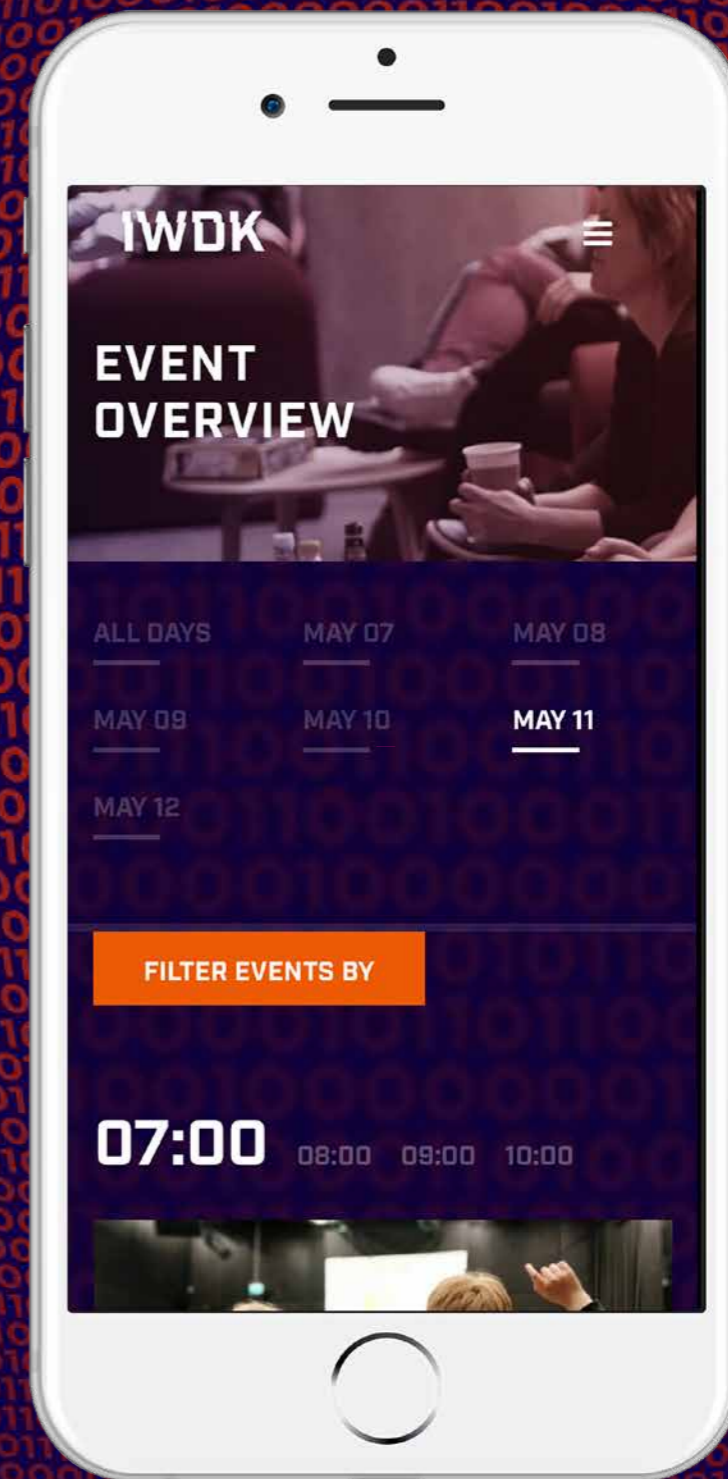 IWDK
EVENT
OVERVIEW
ALL DAYS MAY 07 MAY 08
MAY 09 MAY 10 MAY 11
MAY 12
FILTER EVENTS BY
07:00 08:00 09:00 10:00